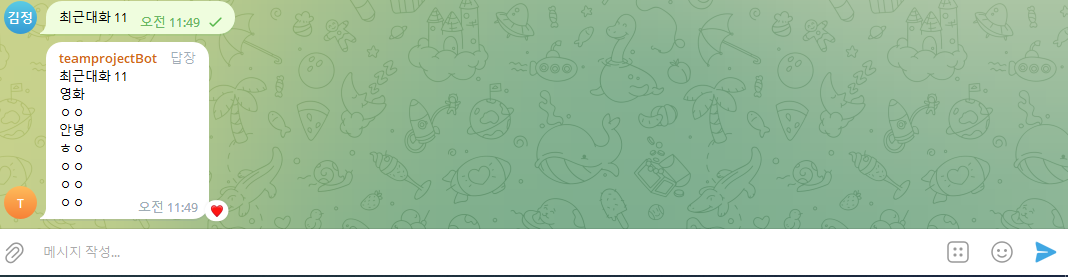 김정
최근대화 11
오전 11:49
teamprojectBot 답장
최근대화 11
영화
ㅇㅇ
안녕
ㅎㅇ
ㅇㅇ
ㅇㅇ
ㅇㅇ
오전 11:49
T
메시지 작성...